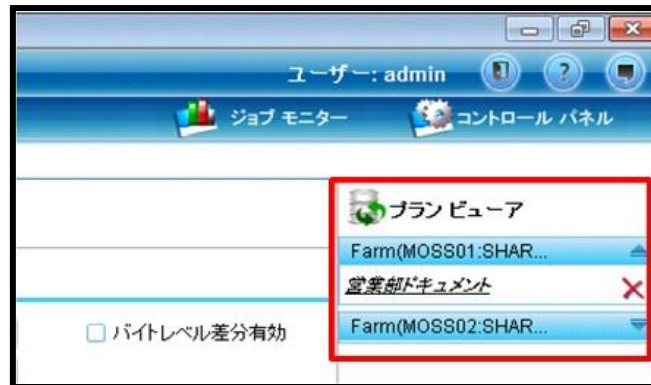 ユーザー: admin
ジョブ モニター
コントロール パネル
プラン ビューア
Farm(MOSS01:SHAR...
営業部ドキュメント
バイトレベル差分有効
Farm(MOSS02:SHAR...